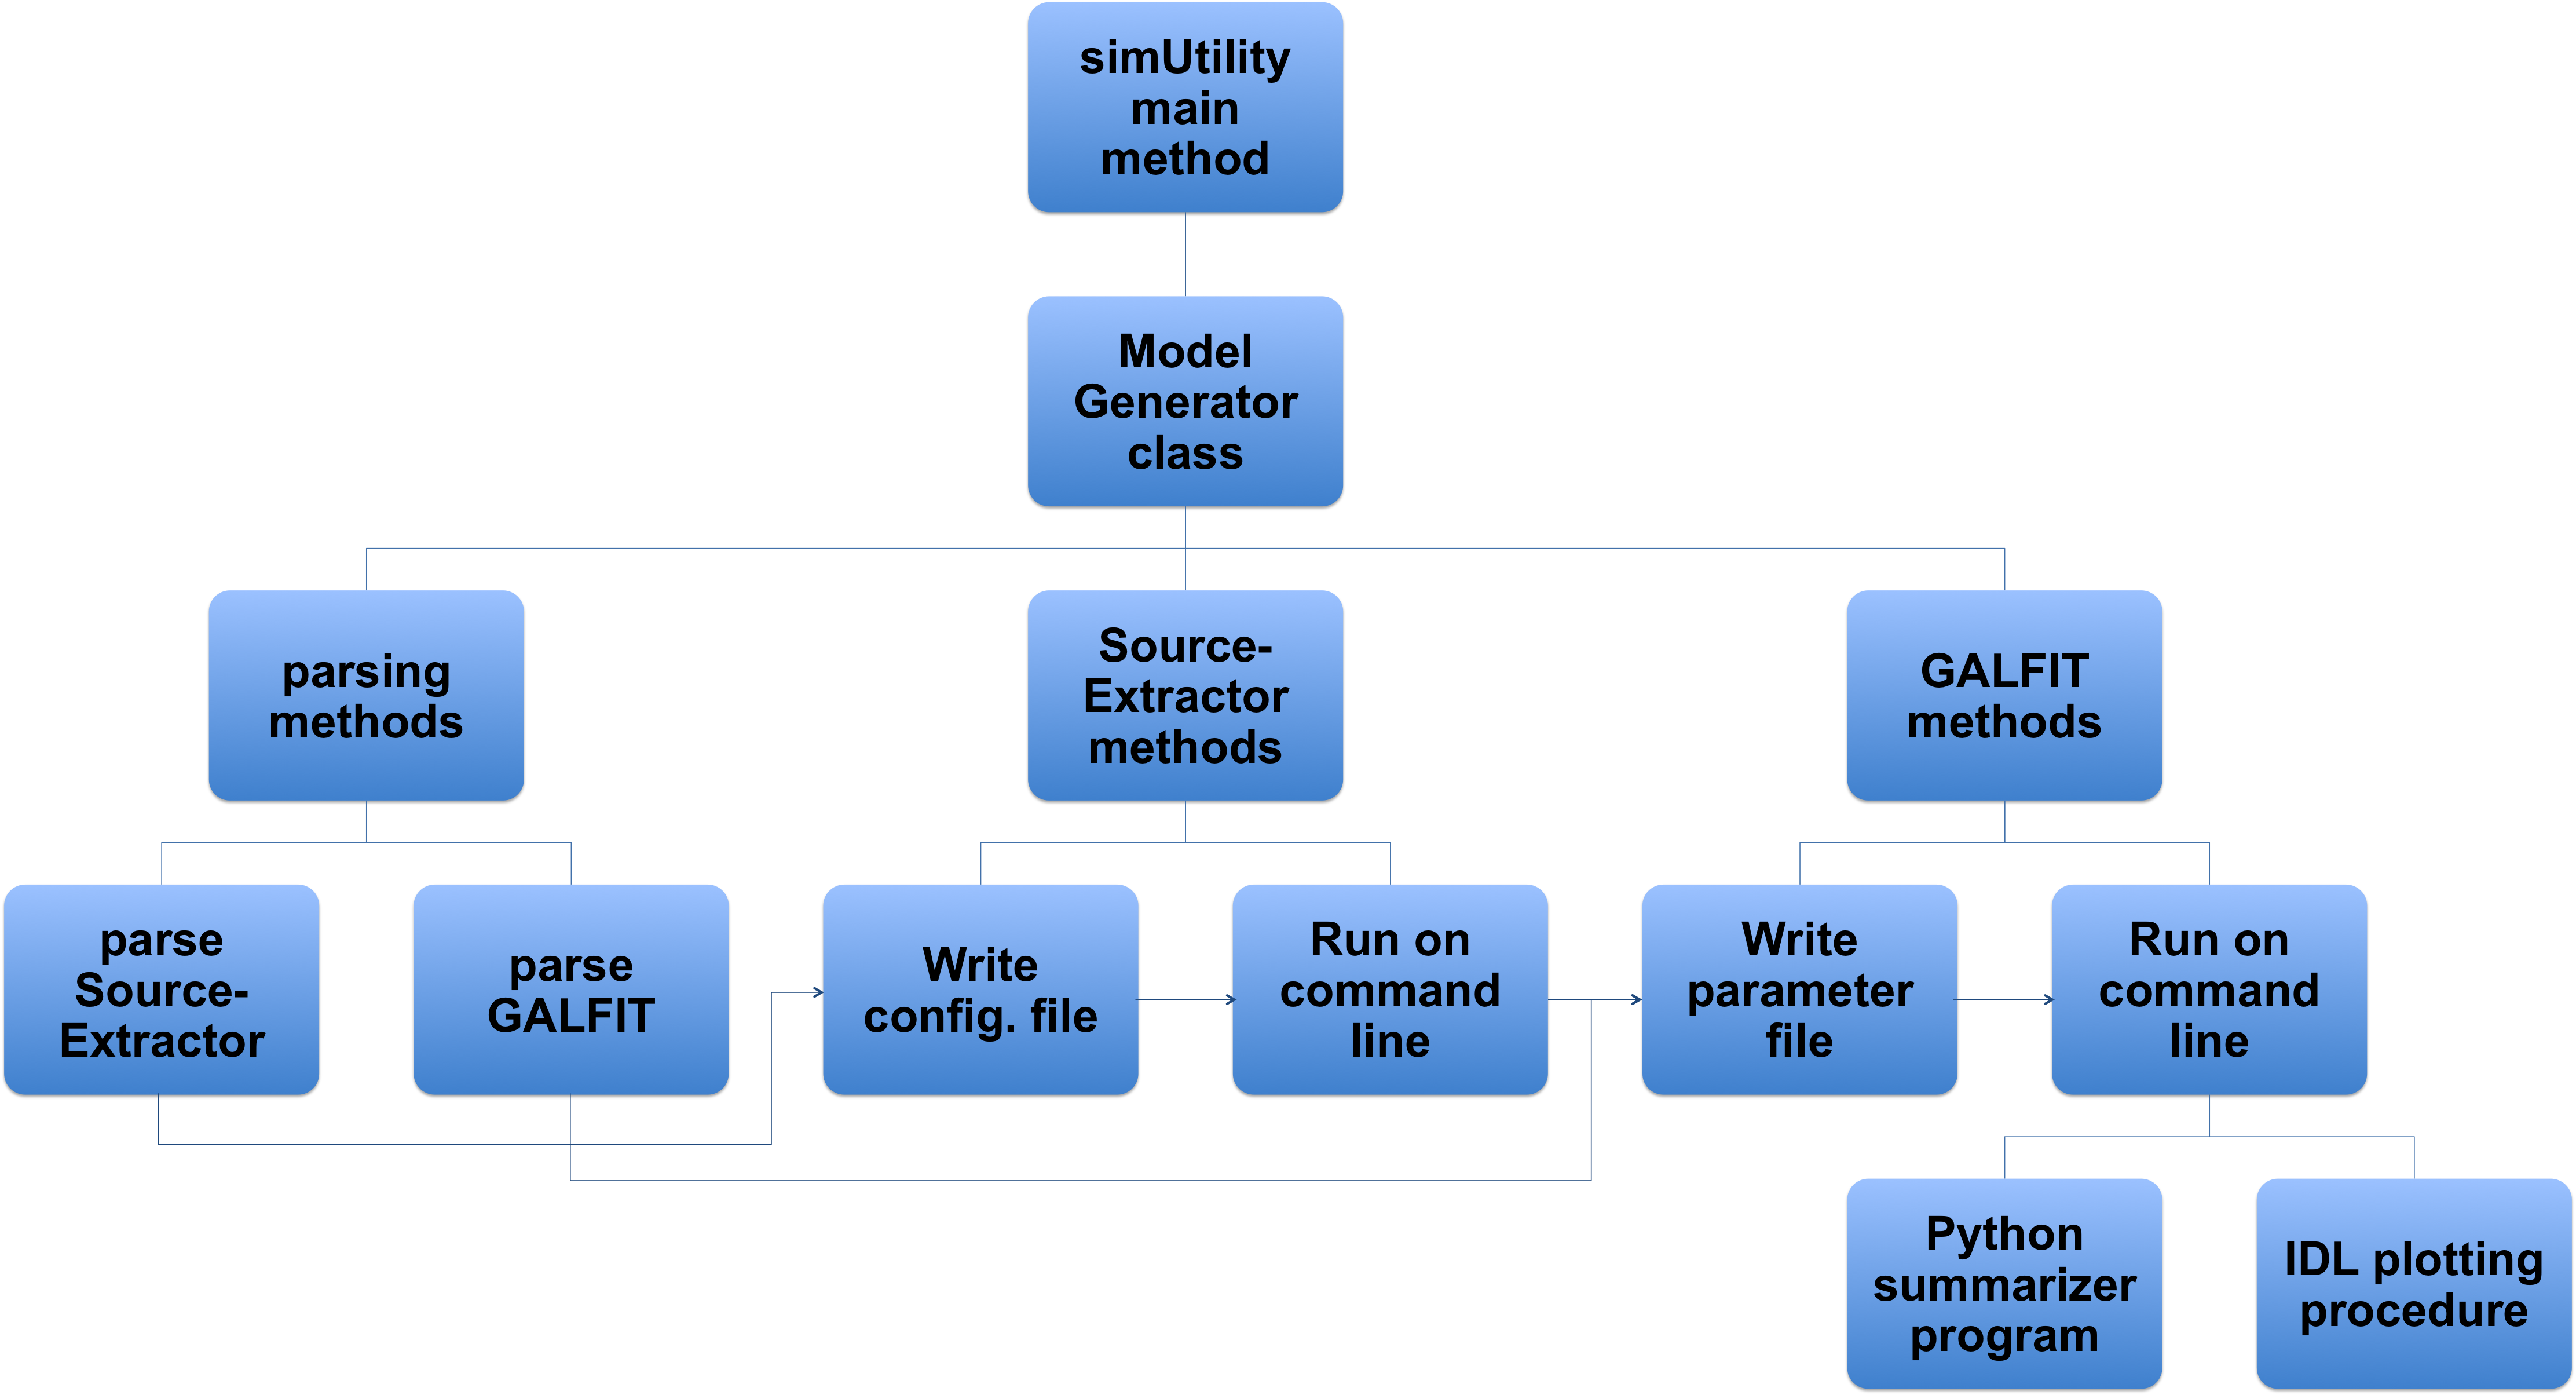 simUtility
main
method
Model
Generator
class
parsing
methods
Source-
Extractor
methods
GALFIT
methods
parse
Source-
Extractor
parse
GALFIT
Write
config. file
Run on
command
line
Write
parameter
file
Run on
command
line
Python
summarizer
program
IDL plotting
procedure